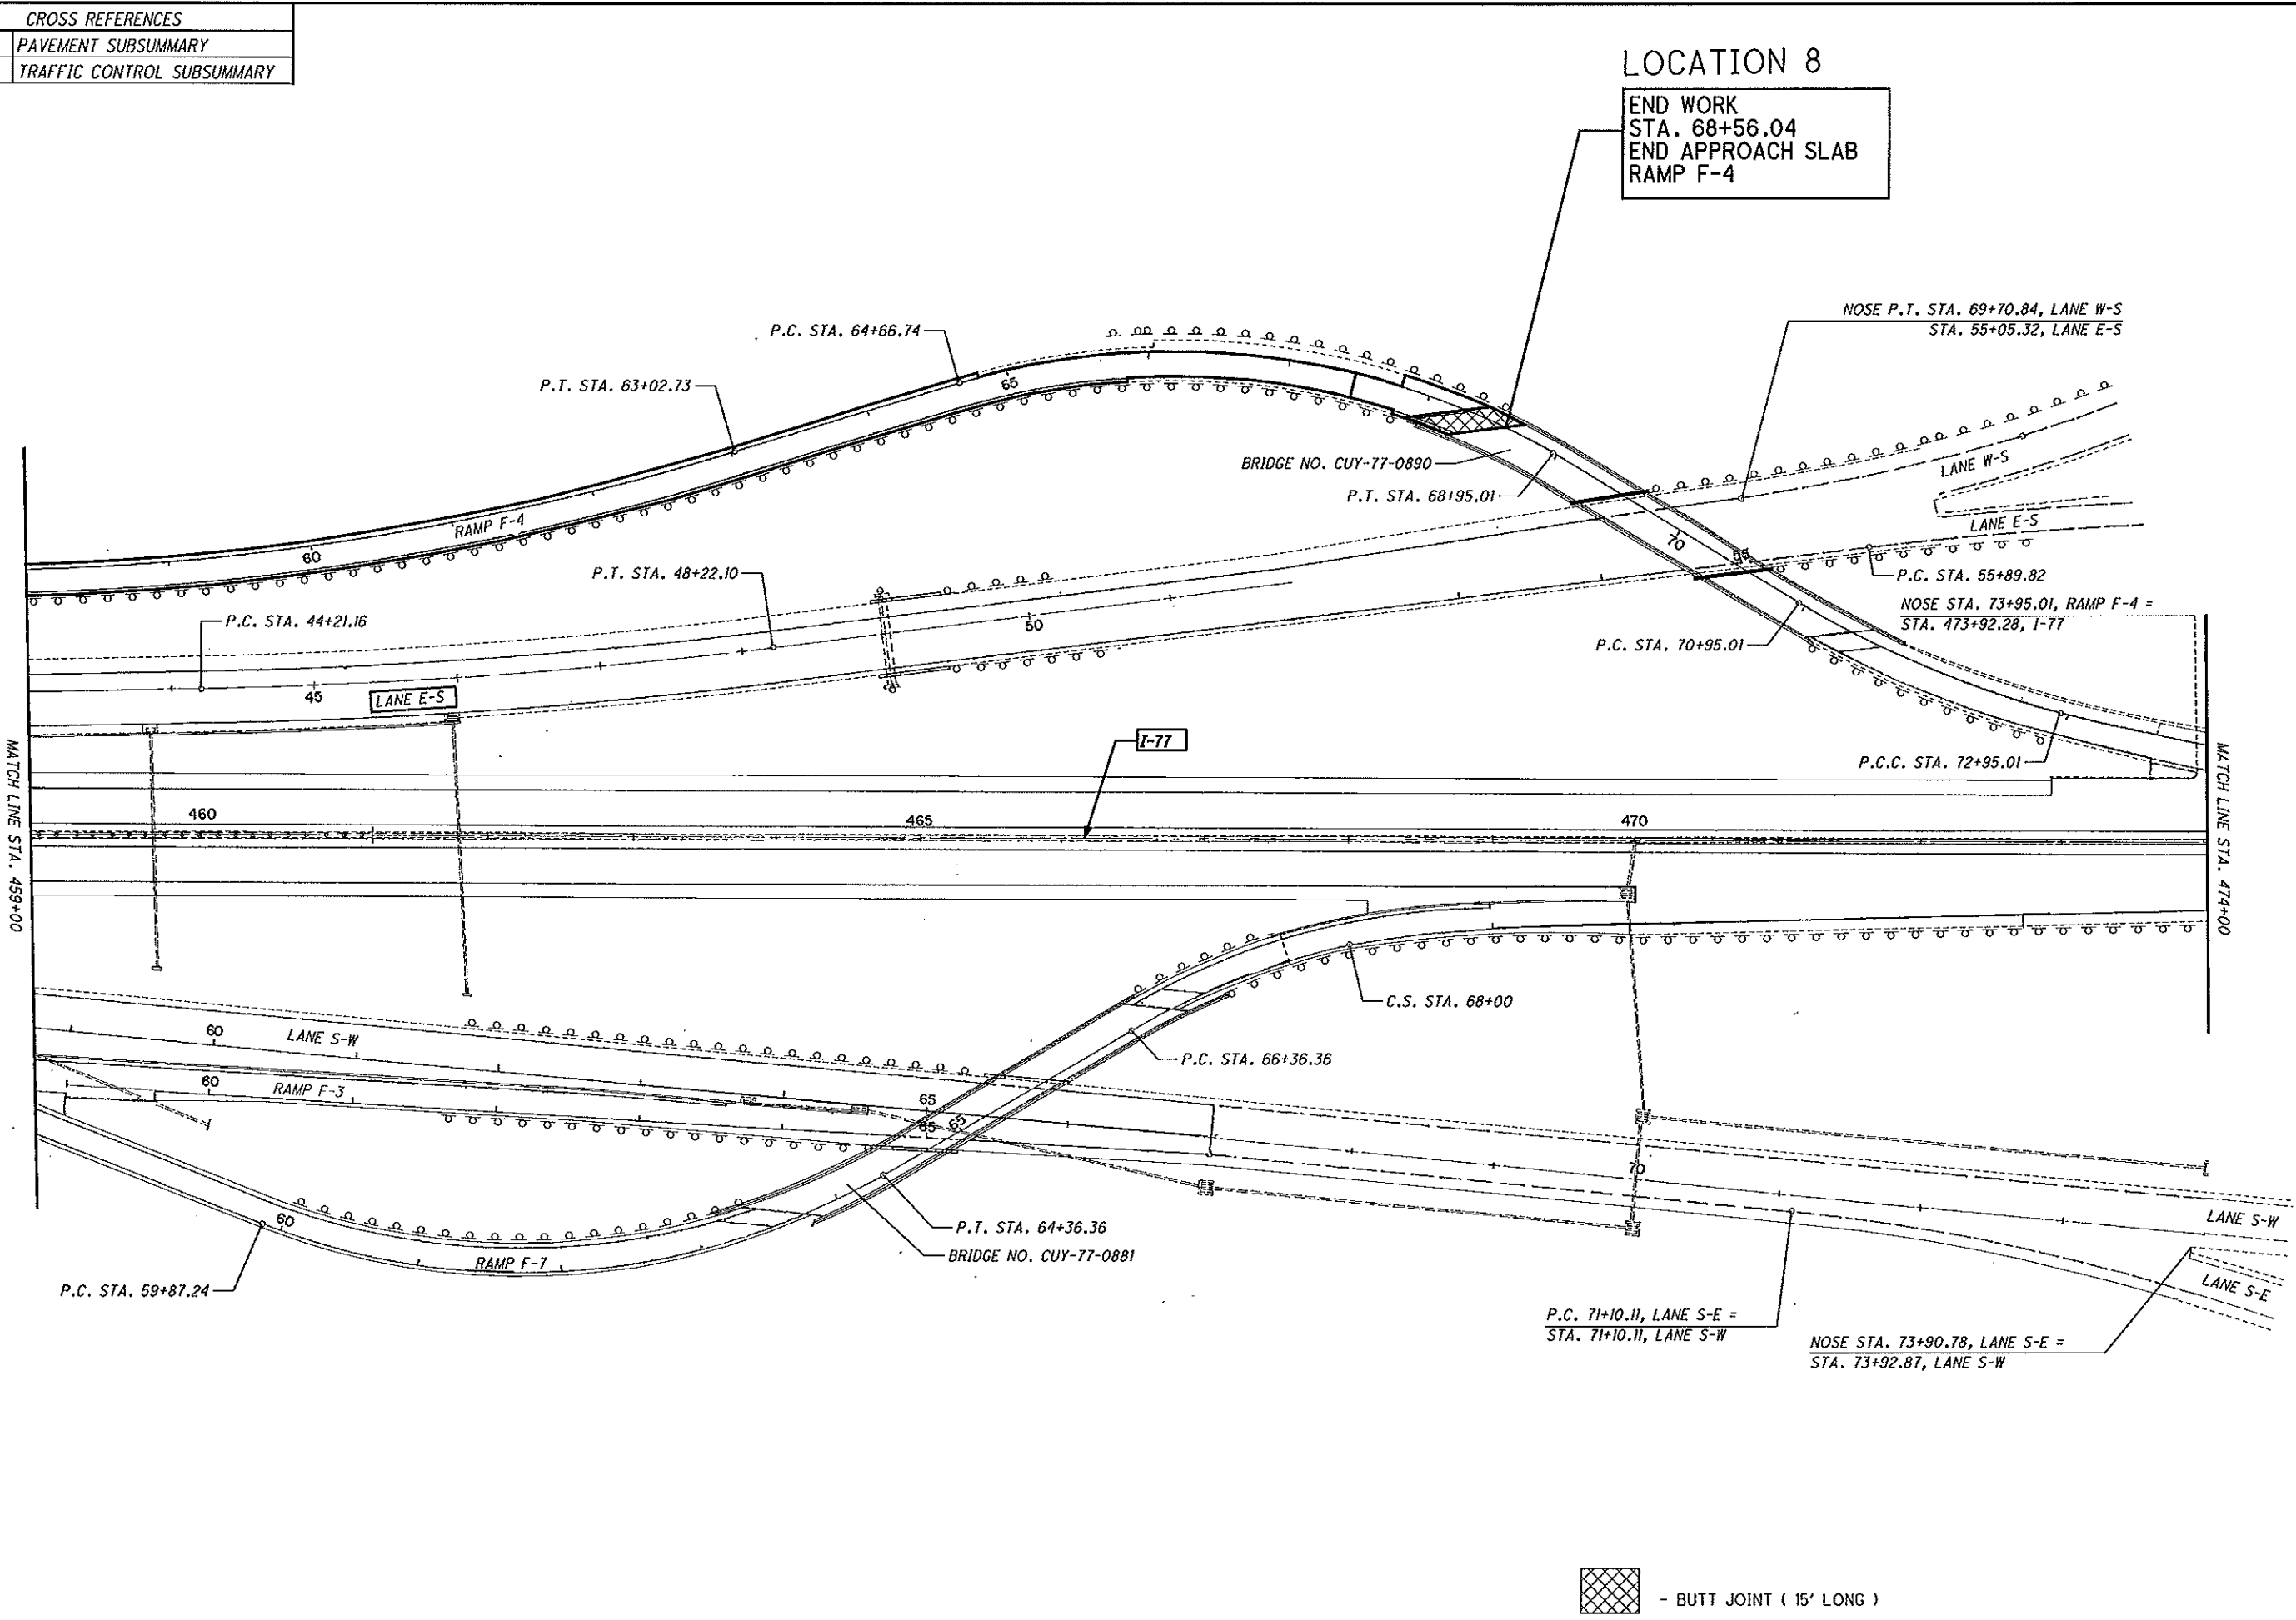 CROSS REFERENCES
PAVEMENT SUBSUMMARY
TRAFFIC CONTROL SUBSUMMARY
LOCATION 8
END WORK
STA. 68+56.04
END APPROACH SLAB
RAMP F-4
NOSE P.T. STA. 69+70.84, LANE W-S
STA. 55+05.32, LANE E-S
P.C. STA. 64+66.74
P.T. STA. 63+02.73
65
LANE W-S
BRIDGE NO. CUY-77-0890
P.T. STA. 68+95.01
LANE E-S
RAMP F-4
60
70
55
P.T. STA. 48+22.10
P.C. STA. 55+89.82
NOSE STA. 73+95.01, RAMP F-4 =
STA. 473+92.28, I-77
P.C. STA. 44+21.16
50
P.C. STA. 70+95.01
45
LANE E-S
I-77
P.C.C. STA. 72+95.01
MATCH LINE STA. 459+00
MATCH LINE STA. 474+00
460
465
470
C.S. STA. 68+00
60
LANE S-W
P.C. STA. 66+36.36
60
RAMP F-3
65
65
65
70
P.T. STA. 64+36.36
BRIDGE NO. CUY-77-0881
60
RAMP F-7
P.C. STA. 59+87.24
LANE S-W
LANE S-E
P.C. 71+10.11, LANE S-E =
STA. 71+10.11, LANE S-W
NOSE STA. 73+90.78, LANE S-E =
STA. 73+92.87, LANE S-W
- BUTT JOINT ( 15' LONG )